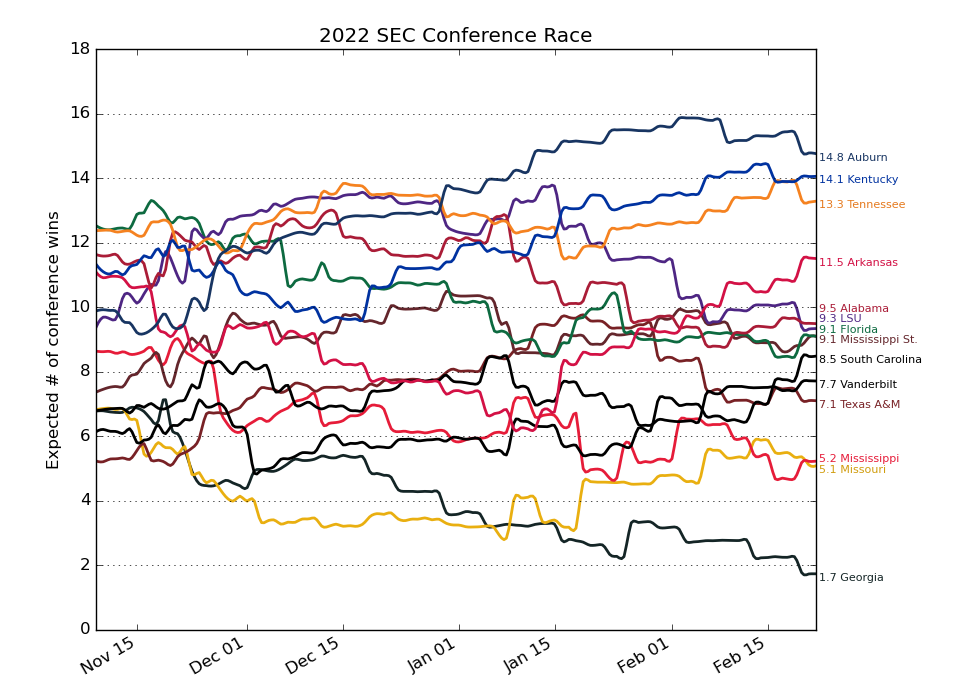 2022 SEC Conference Race
Expected # of conference wins
18
16
14
12
10
8
6
4
2
0
Nov 15
Dec 01
Dec 15
Jan 01
Jan 15
Feb 01
Feb 15
14.8 Auburn
14.1 Kentucky
13.3 Tennessee
11.5 Arkansas
9.5 Alabama
9.3 LSU
9.1 Florida
9.1 Mississippi St.
8.5 South Carolina
7.7 Vanderbilt
7.1 Texas A&M
5.2 Mississippi
5.1 Missouri
1.7 Georgia